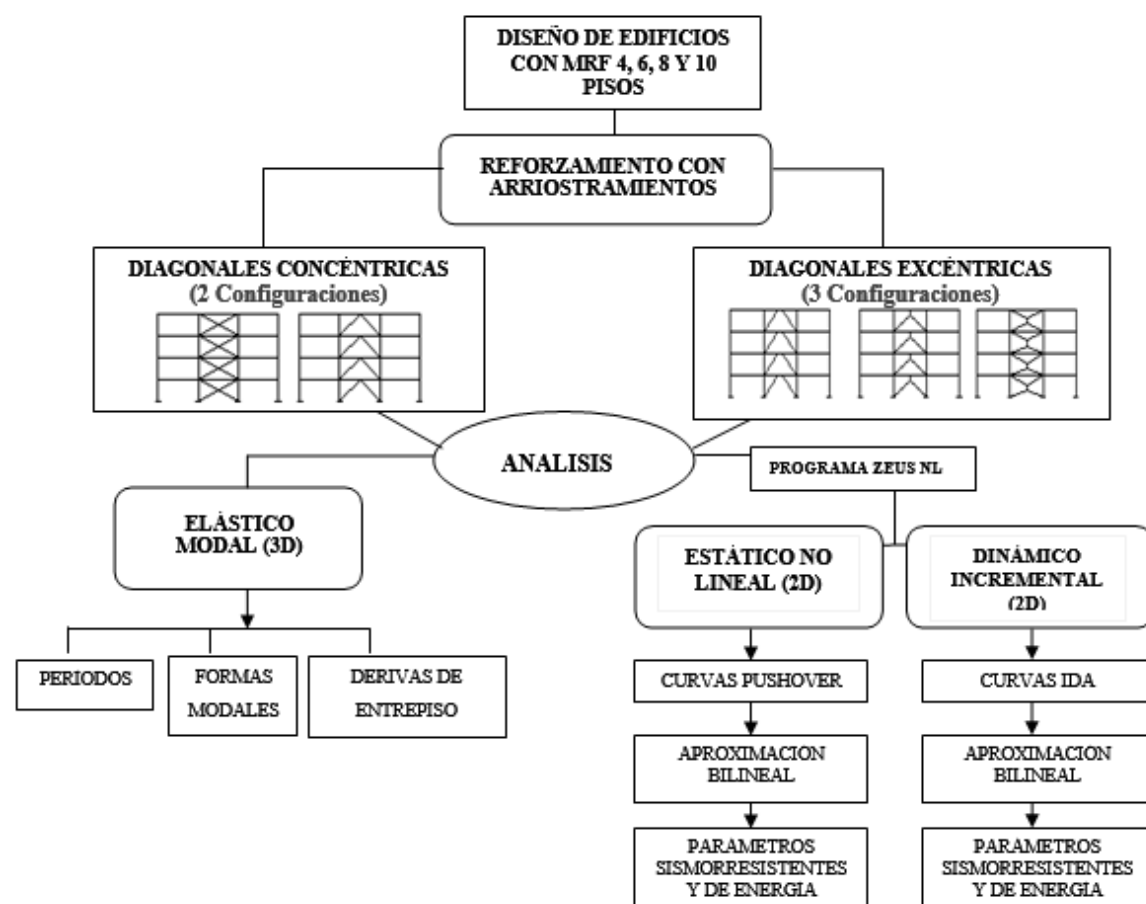 DISEÑO DE EDIFICIOS
CON MRF 4, 6, 8 Y 10
PISOS
REFORZAMIENTO CON
ARRIOSTRAMIENTOS
DIAGONALES CONCÉNTRICAS
(2 Configuraciones)
DIAGONALES EXCÉNTRICAS
(3 Configuraciones)
ANALISIS
PROGRAMA ZEUS NL
ELÁSTICO
MODAL (3D)
ESTÁTICO NO
LINEAL (2D)
DINÁMICO
INCREMENTAL
(2D)
PERIODOS
FORMAS
MODALES
DERIVAS DE
ENTREPISO
CURVAS PUSHOVER
CURVAS IDA
APROXIMACION
BILINEAL
APROXIMACION
BILINEAL
PARAMETROS
SISMORRESISTENTES
Y DE ENERGIA
PARAMETROS
SISMORRESISTENTES
Y DE ENERGIA